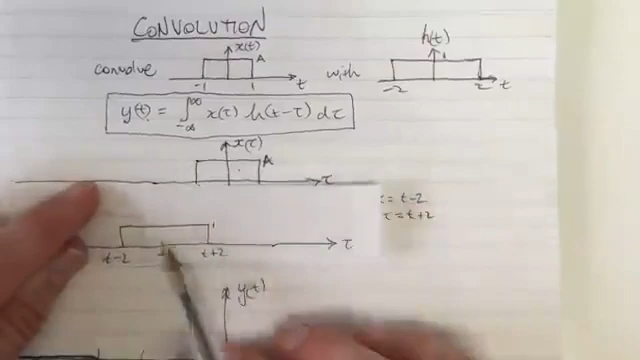 CONVOLUTION
convolve x(t) A -1 1 t with h(t) 1 -2 2 t
y(t) = ∫_{-∞}^{∞} x(τ) h(t-τ) dτ
x(τ) A τ
= t-2
τ = t+2
1
t-2 t+2 τ
y(t)